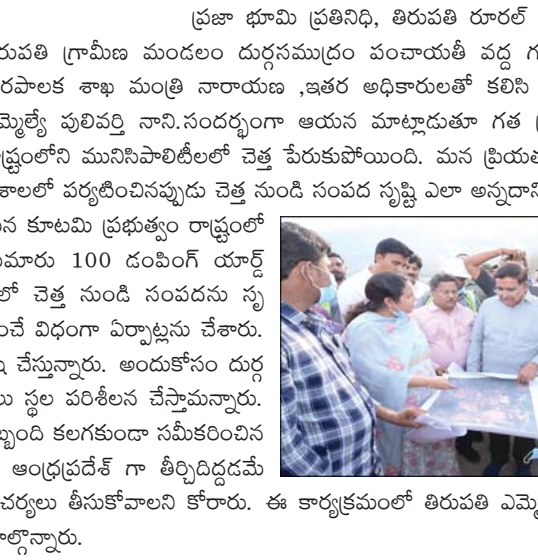 ప్రజా భూమి ప్రతినిధి, తిరుపతి రూరల్
రుపతి గ్రామీణ మండలం దుర్గసముద్రం పంచాయతీ వద్ద గ
రపాలక శాఖ మంత్రి నారాయణ ,ఇతర అధికారులతో కలిసి
మ్మెల్యే పులివర్తి నాని.సందర్భంగా ఆయన మాట్లాడుతూ గత
ష్ట్రంలోని మునిసిపాలిటీలలో చెత్త పేరుకుపోయింది. మన ప్రియత
శాలలో పర్యటించినప్పుడు చెత్త నుండి సంపద సృష్టి ఎలా అన్నదాని
న కూటమి ప్రభుత్వం రాష్ట్రంలో
మారు 100 డంపింగ్ యార్డ్
లో చెత్త నుండి సంపదను సృ
ంచే విధంగా ఏర్పాట్లను చేశారు.
షి చేస్తున్నారు. అందుకోసం దుర్గ
లు స్థల పరిశీలన చేస్తామన్నారు.
బ్బంది కలగకుండా సమీకరించిన
ఆంధ్రప్రదేశ్ గా తీర్చిదిద్దడమే
చర్యలు తీసుకోవాలని కోరారు. ఈ కార్యక్రమంలో తిరుపతి ఎమ్మె
ాల్గొన్నారు.